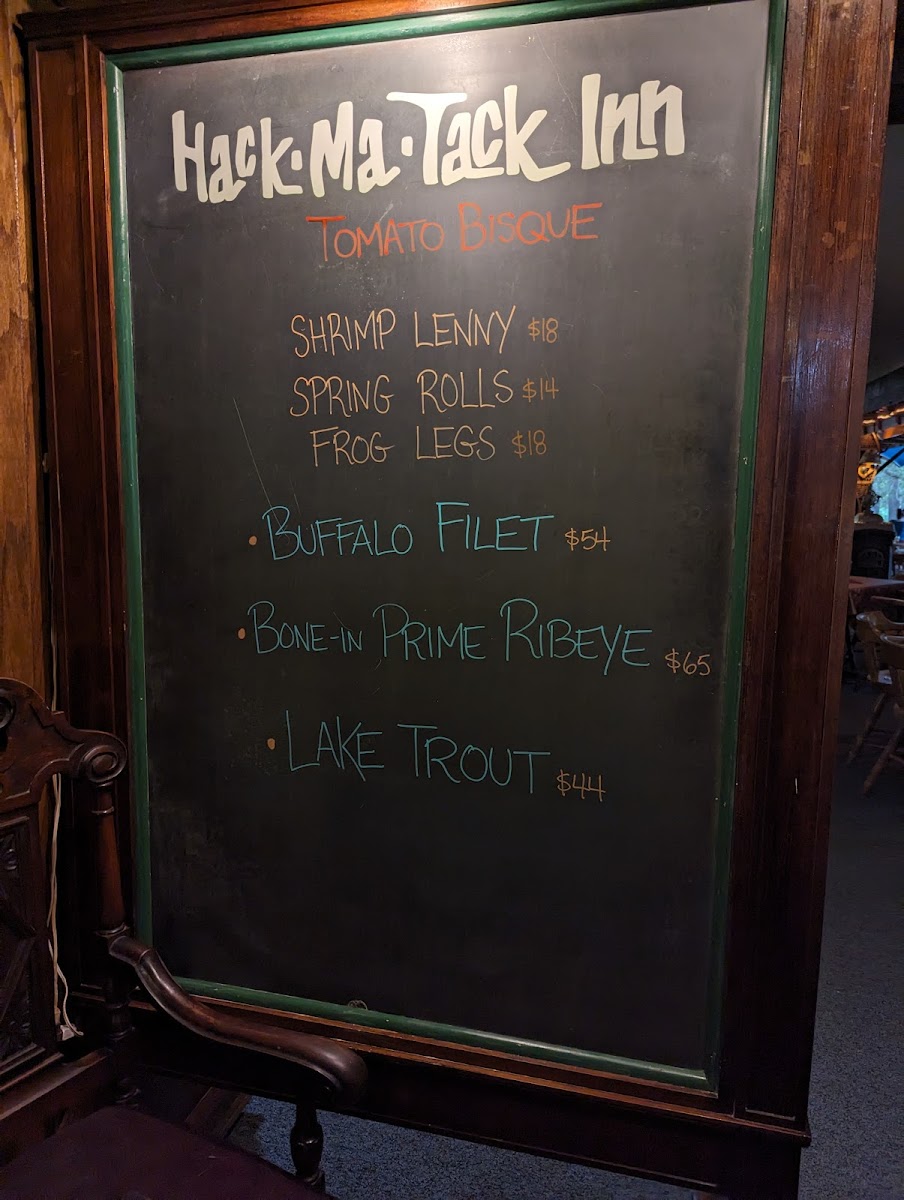 Hack·Ma·Tack Inn
TOMATO BISQUE
SHRIMP LENNY $18
SPRING ROLLS $14
FROG LEGS $18
• BUFFALO FILET $54
• BONE-IN PRIME RIBEYE $65
• LAKE TROUT $44